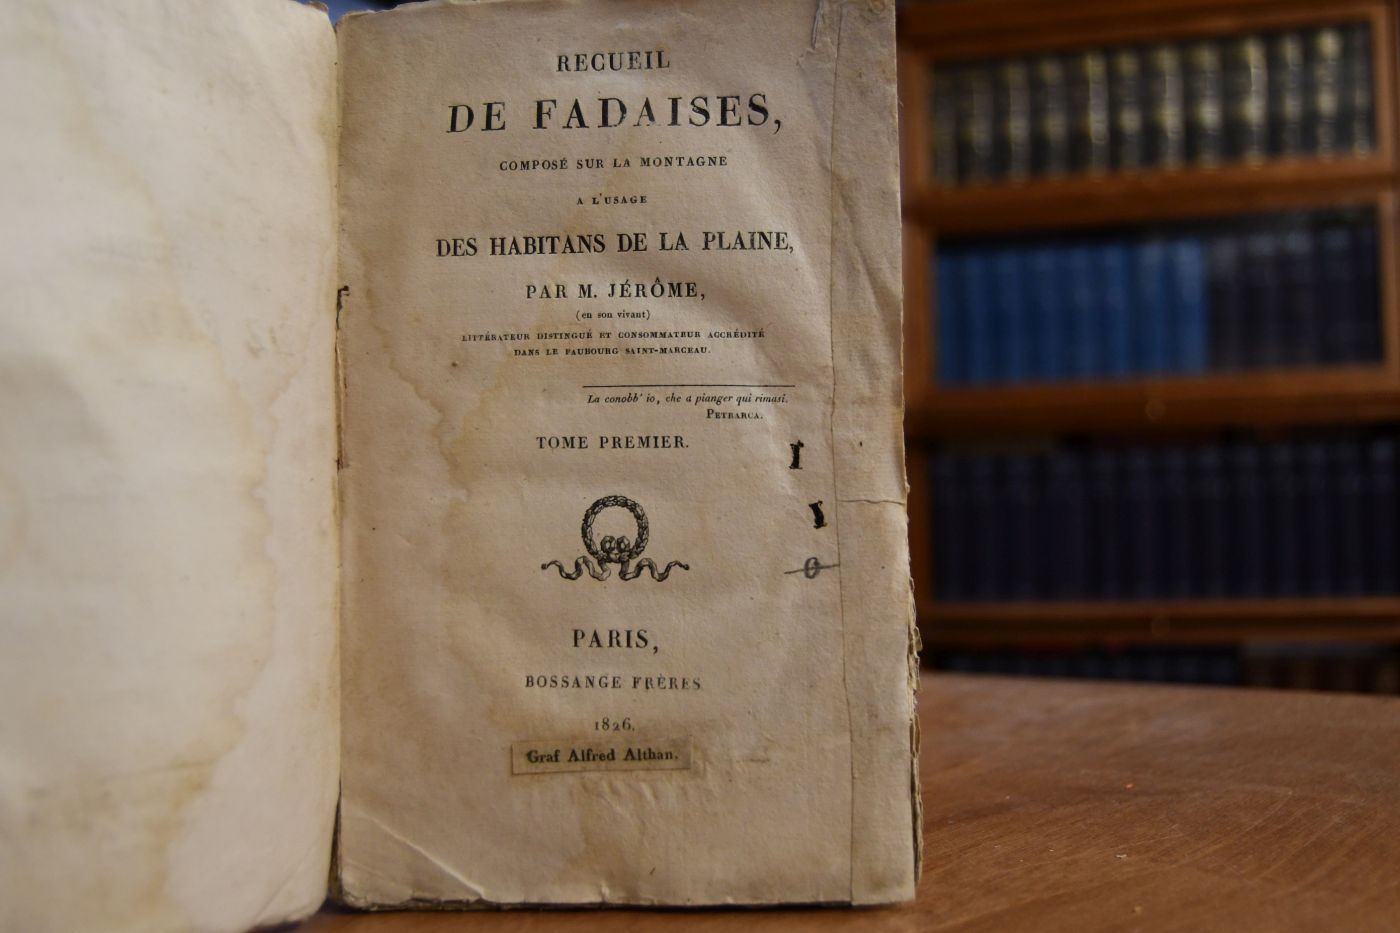 RECUEIL
DE FADAISES,
COMPOSÉ SUR LA MONTAGNE
A L'USAGE
DES HABITANS DE LA PLAINE,
PAR M. JÉRÔME,
(en son vivant)
LITTÉRATEUR DISTINGUÉ ET CONSOMMATEUR ACCRÉDITÉ
DANS LE FAUBOURG SAINT-MARCEAU.
La conobb' io, che a pianger qui rimasi.
PETRARCA.
TOME PREMIER.
PARIS,
BOSSANGE FRÈRES
1826.
Graf Alfred Althan.